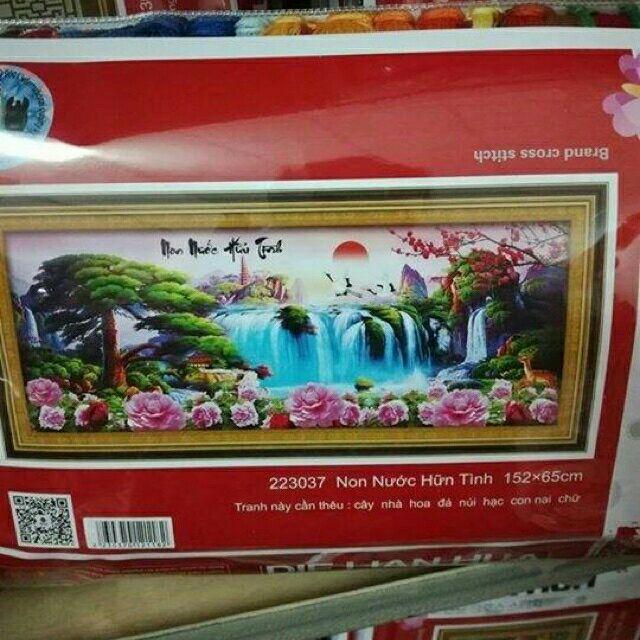 Brand cross stitch
Non Nước Hữu Tình
223037 Non Nước Hữn Tình 152×65cm
Tranh này cần thêu : cây nhà hoa đá núi hạc con nai chữ